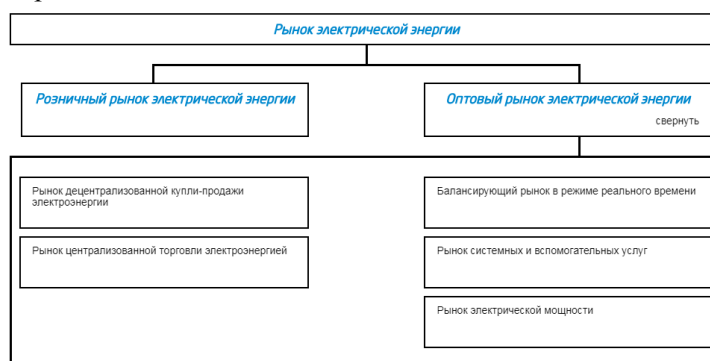 Рынок электрической энергии
Розничный рынок электрической энергии
Оптовый рынок электрической энергии
свернуть
Рынок децентрализованной купли-продажи
электроэнергии
Балансирующий рынок в режиме реального времени
Рынок централизованной торговли электроэнергией
Рынок системных и вспомогательных услуг
Рынок электрической мощности